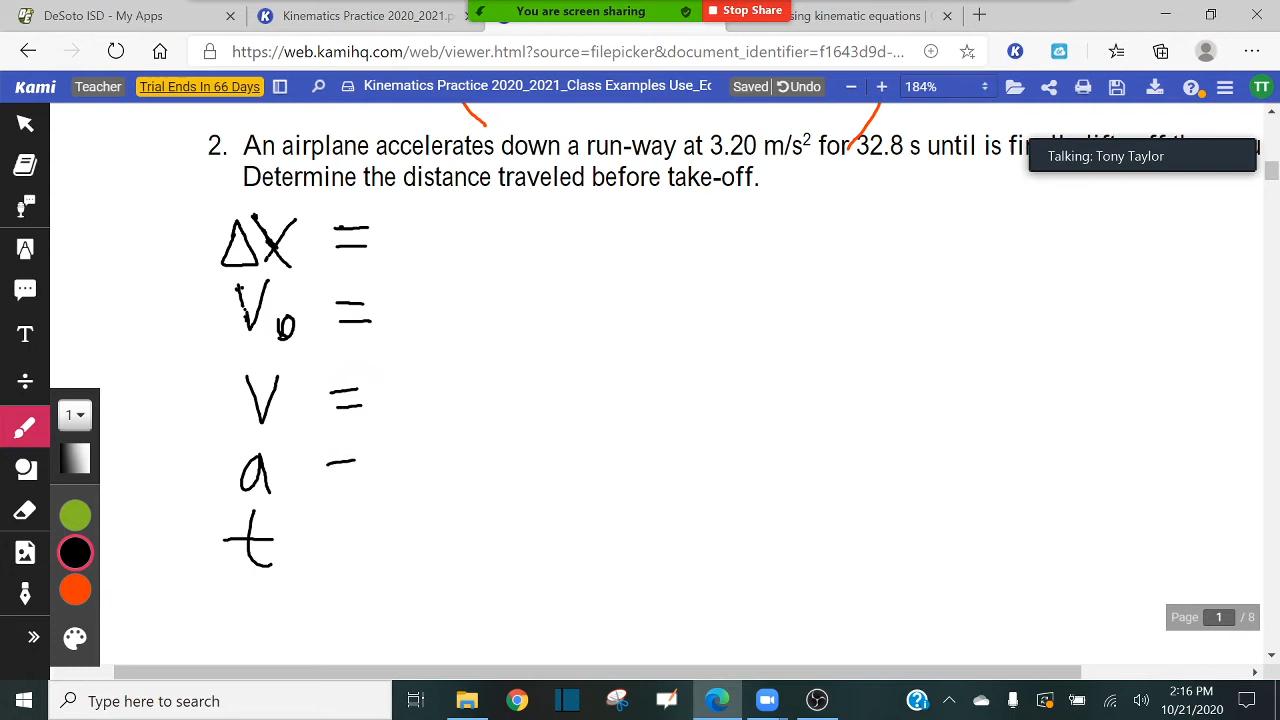 RapidIdentity - My Apps
Kinematics Practice 2020_2021.p
You are screen sharing
Stop Share
sing kinematic equations (
https://web.kamihq.com/web/viewer.html?source=filepicker&document_identifier=f1643d9d-...
Kami Teacher Trial Ends In 66 Days Kinematics Practice 2020_2021_Class Examples Use_Ec Saved Undo 184% TT
2. An airplane accelerates down a run-way at 3.20 m/s² for 32.8 s until is fin
Talking: Tony Taylor
Determine the distance traveled before take-off.
ΔX =
V₀ =
V =
a -
t
1
Page 1 / 8
Type here to search
2:16 PM
10/21/2020